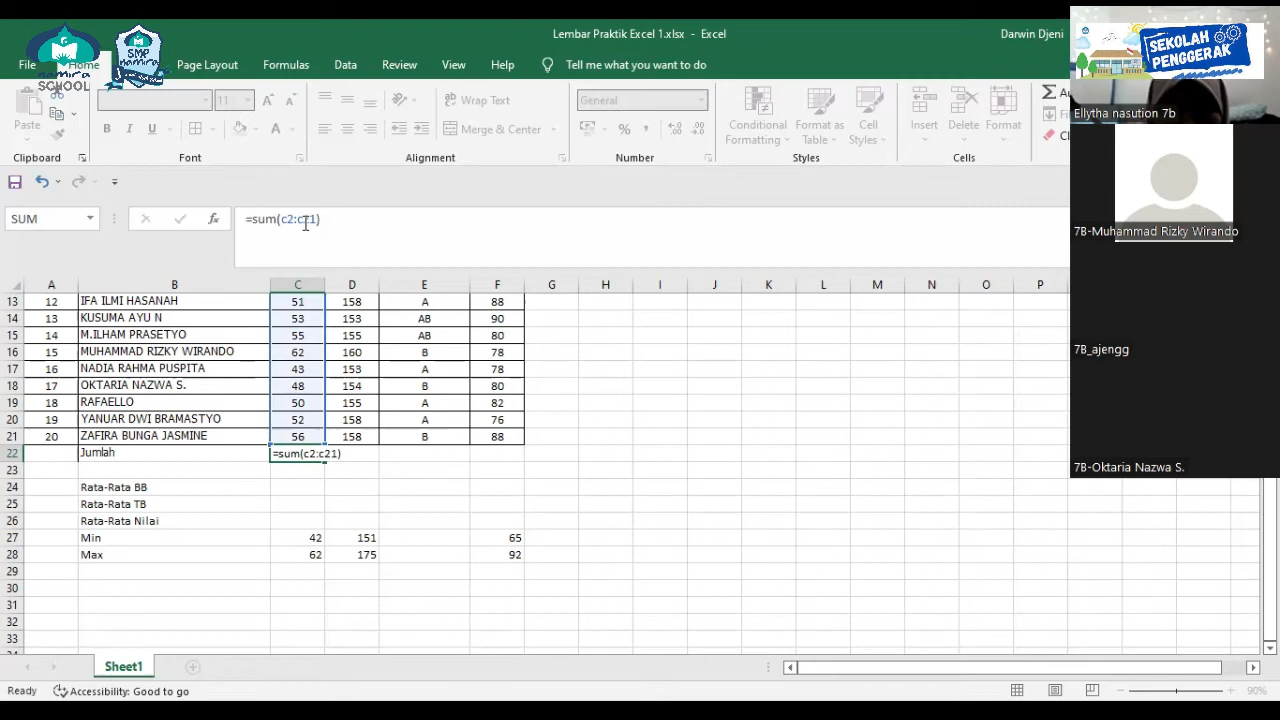 Lembar Praktik Excel 1.xlsx - Excel
Darwin Djeni
File Home Page Layout Formulas Data Review View Help Tell me what you want to do
SCHOOL
SMP
SEKOLAH
PENGGERAK
Paste
11
Wrap Text
General
Merge & Center
Conditional Formatting
Format as Table
Cell Styles
Insert
Delete
Format
Clipboard Font Alignment Number Styles Cells
SUM
=sum(c2:c21)
A B C D E F G H I J K L M N O P
13 12 IFA ILMI HASANAH 51 158 A 88
14 13 KUSUMA AYU N 53 153 AB 90
15 14 M.ILHAM PRASETYO 55 155 AB 80
16 15 MUHAMMAD RIZKY WIRANDO 62 160 B 78
17 16 NADIA RAHMA PUSPITA 43 153 A 78
18 17 OKTARIA NAZWA S. 48 154 B 80
19 18 RAFAELLO 50 155 A 82
20 19 YANUAR DWI BRAMASTYO 52 158 A 76
21 20 ZAFIRA BUNGA JASMINE 56 158 B 88
22 Jumlah =sum(c2:c21)
23
24 Rata-Rata BB
25 Rata-Rata TB
26 Rata-Rata Nilai
27 Min 42 151 65
28 Max 62 175 92
29
30
31
32
33
Sheet1
Ready Accessibility: Good to go
90%
Ellytha nasution 7b
7B-Muhammad Rizky Wirando
7B_ajengg
7B-Oktaria Nazwa S.